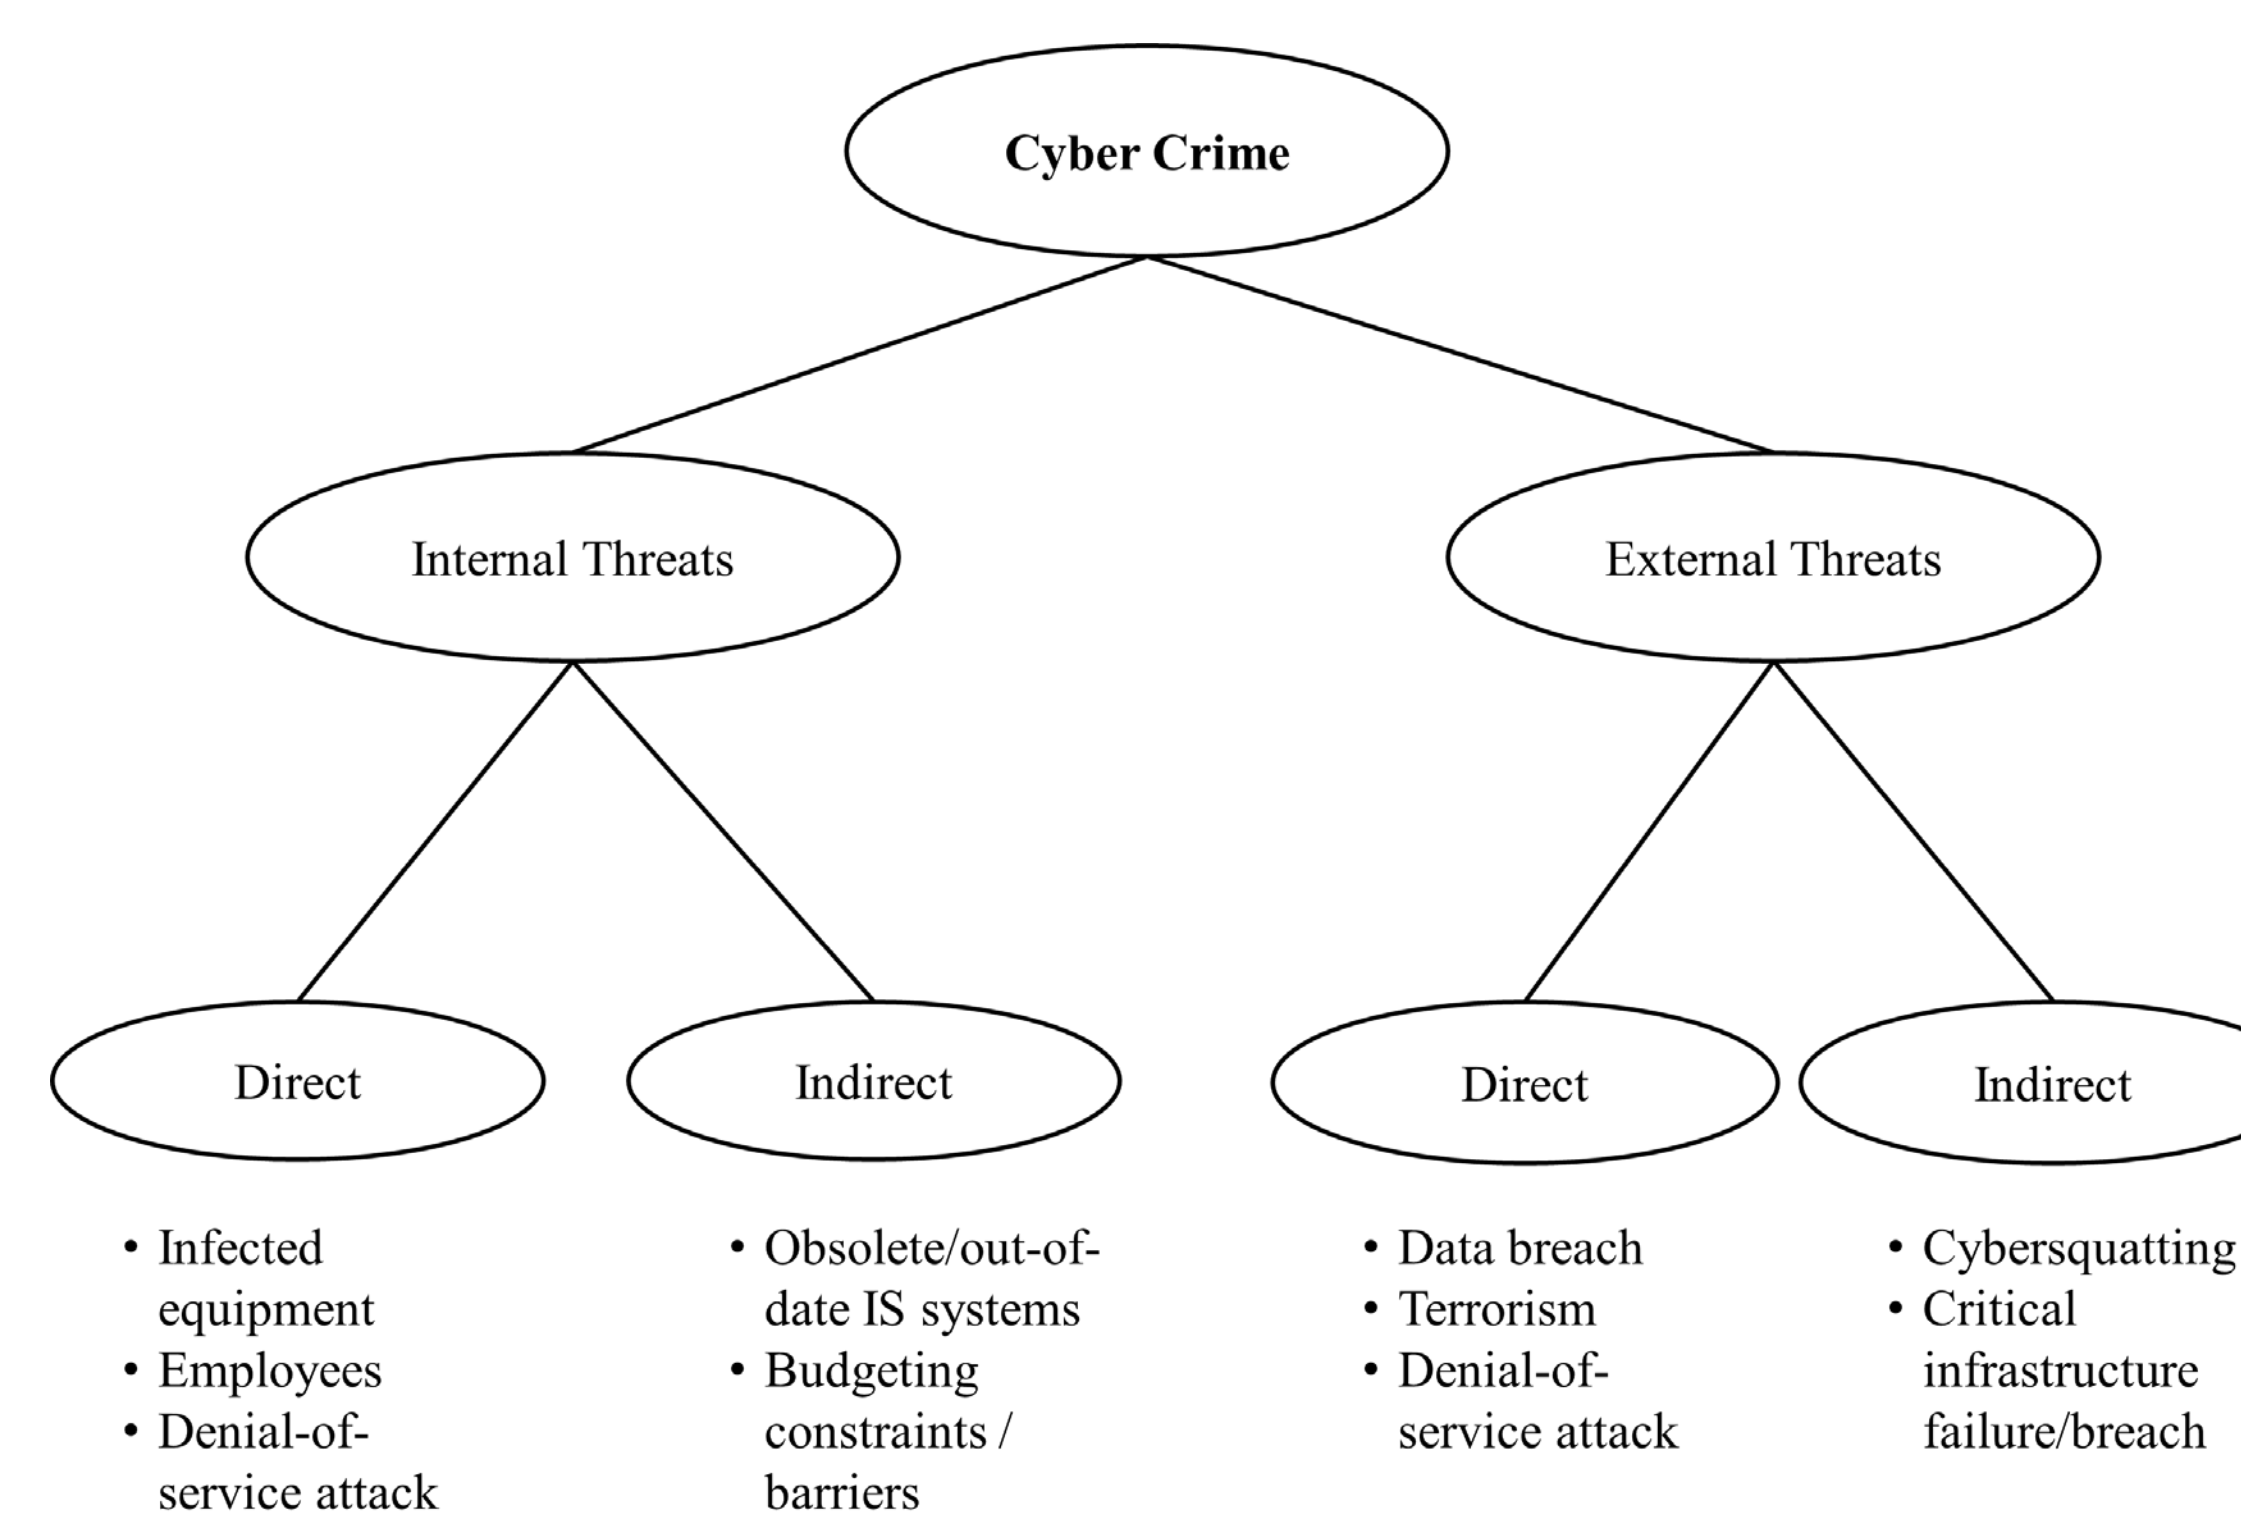 Cyber Crime
Internal Threats
External Threats
Direct
Indirect
Direct
Indirect
• Infected
equipment
• Employees
• Denial-of-
service attack
• Obsolete/out-of-
date IS systems
• Budgeting
constraints /
barriers
• Data breach
• Terrorism
• Denial-of-
service attack
• Cybersquatting
• Critical
infrastructure
failure/breach